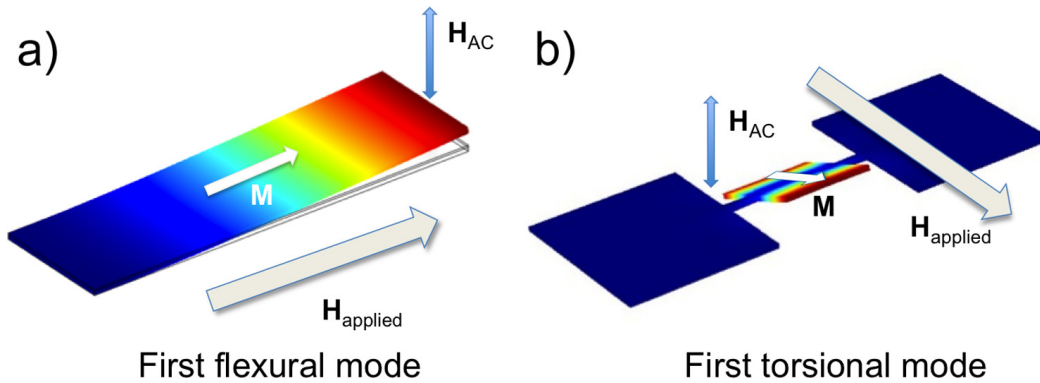 a)
H_AC
M
H_applied
First flexural mode
b)
H_AC
M
H_applied
First torsional mode